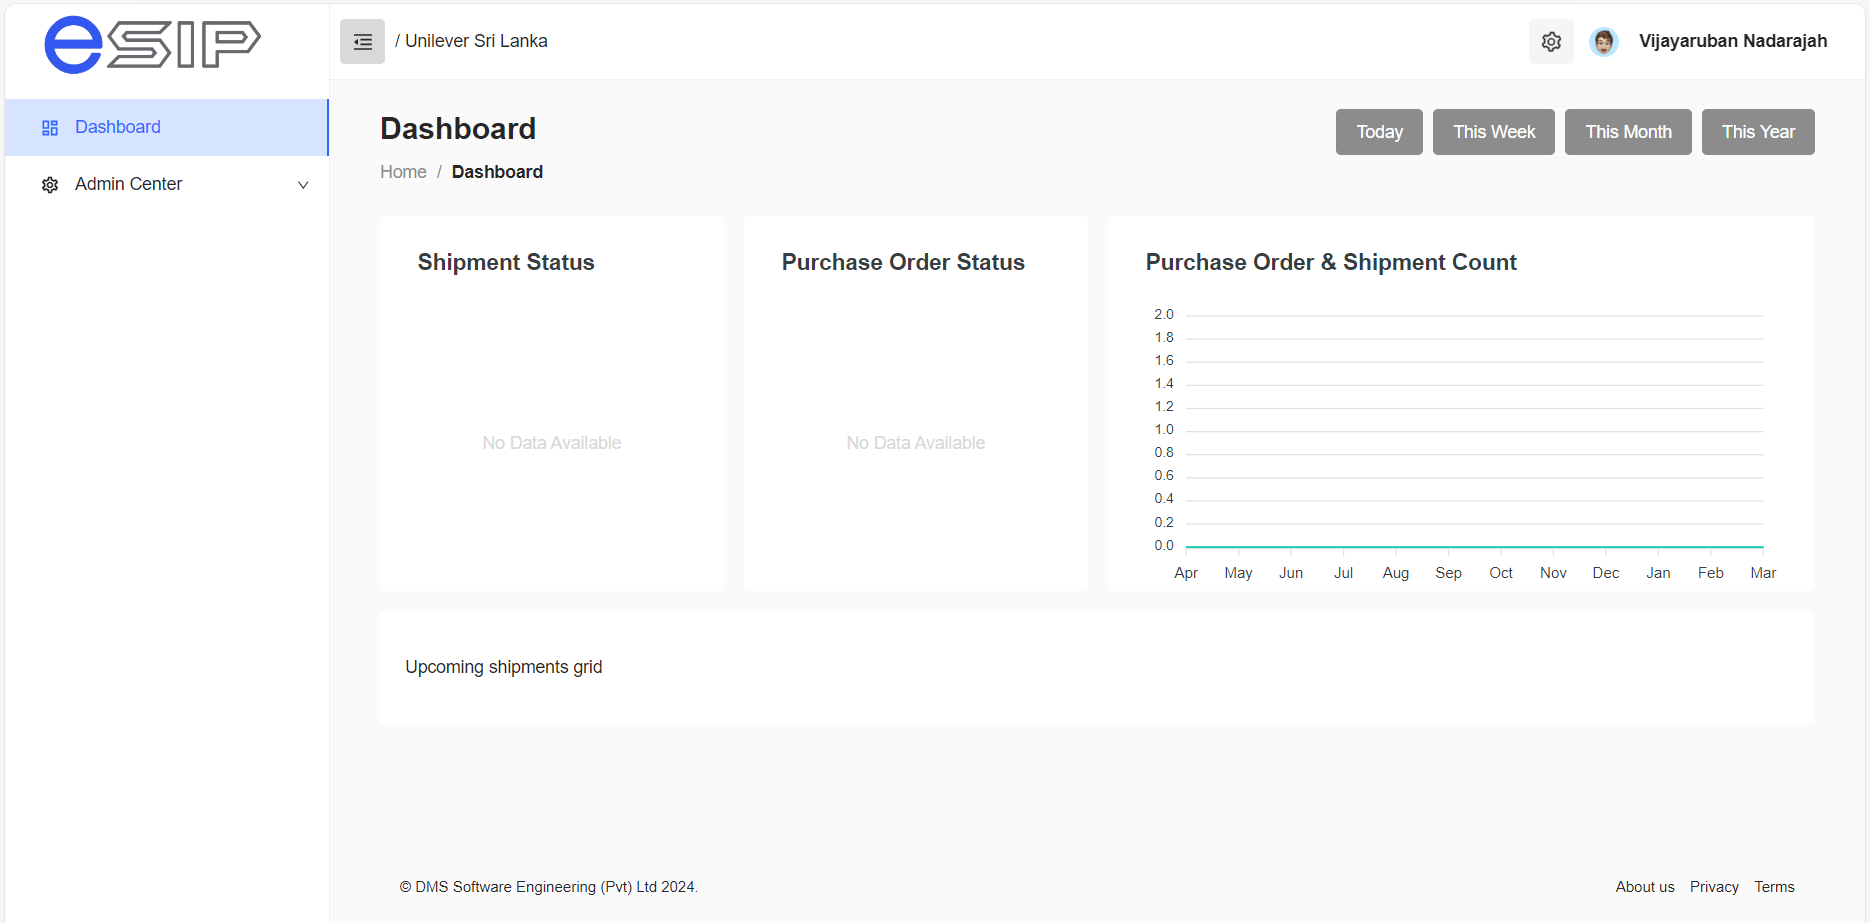 eSIP
/ Unilever Sri Lanka
Vijayaruban Nadarajah
Dashboard
Admin Center
Dashboard
Home / Dashboard
Today
This Week
This Month
This Year
Shipment Status
No Data Available
Purchase Order Status
No Data Available
Purchase Order & Shipment Count
2.0
1.8
1.6
1.4
1.2
1.0
0.8
0.6
0.4
0.2
0.0
Apr May Jun Jul Aug Sep Oct Nov Dec Jan Feb Mar
Upcoming shipments grid
© DMS Software Engineering (Pvt) Ltd 2024.
About us Privacy Terms